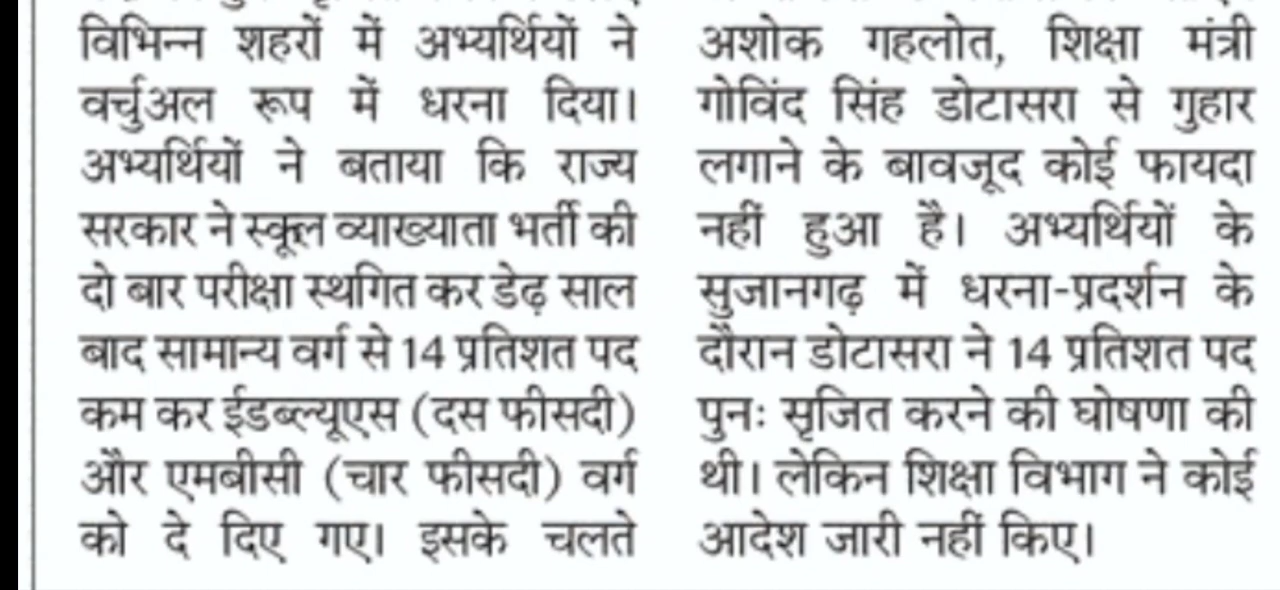 विभिन्न शहरों में अभ्यर्थियों ने
वर्चुअल रूप में धरना दिया।
अभ्यर्थियों ने बताया कि राज्य
सरकार ने स्कूल व्याख्याता भर्ती की
दो बार परीक्षा स्थगित कर डेढ़ साल
बाद सामान्य वर्ग से 14 प्रतिशत पद
कम कर ईडब्ल्यूएस (दस फीसदी)
और एमबीसी (चार फीसदी) वर्ग
को दे दिए गए। इसके चलते
अशोक गहलोत, शिक्षा मंत्री
गोविंद सिंह डोटासरा से गुहार
लगाने के बावजूद कोई फायदा
नहीं हुआ है। अभ्यर्थियों के
सुजानगढ़ में धरना-प्रदर्शन के
दौरान डोटासरा ने 14 प्रतिशत पद
पुनः सृजित करने की घोषणा की
थी। लेकिन शिक्षा विभाग ने कोई
आदेश जारी नहीं किए।